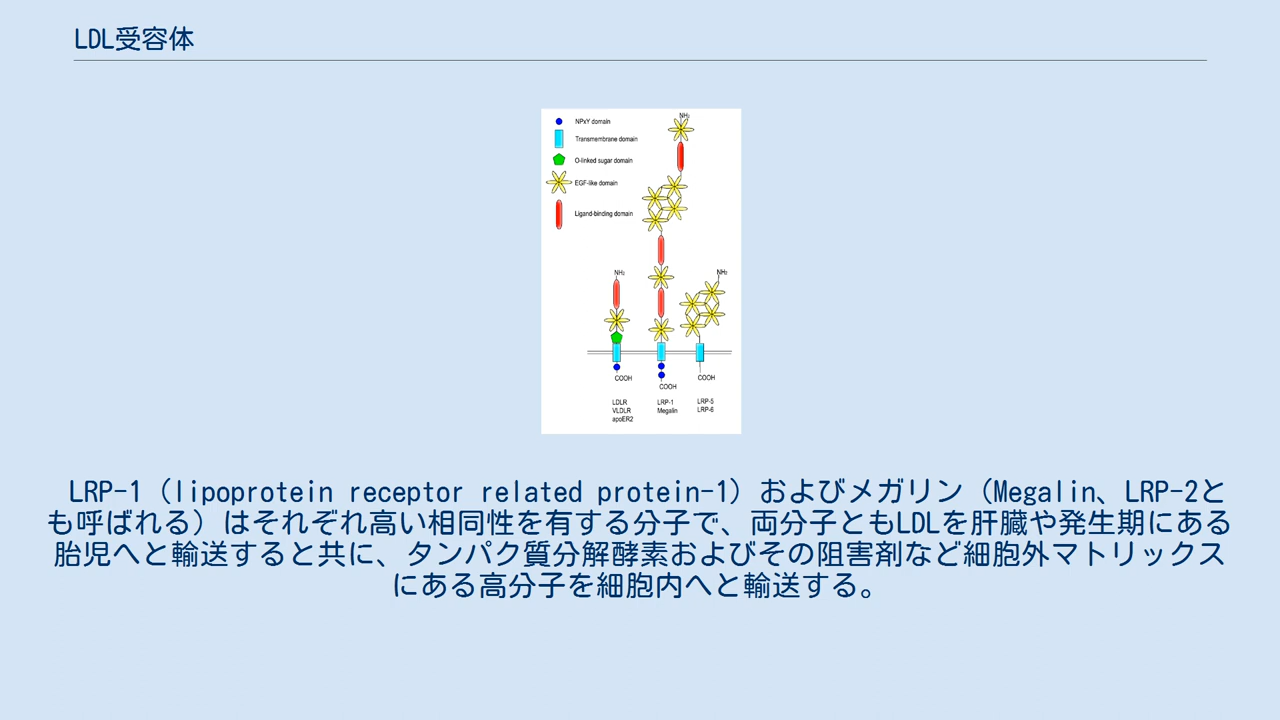 LDL受容体
NPxY domain
Transmembrane domain
O-linked sugar domain
EGF-like domain
Ligand-binding domain
NH₂
NH₂
NH₂
COOH
COOH
COOH
LDLR
VLDLR
apoER2
LRP-1
Megalin
LRP-5
LRP-6
LRP-1（lipoprotein receptor related protein-1）およびメガリン（Megalin、LRP-2と
も呼ばれる）はそれぞれ高い相同性を有する分子で、両分子ともLDLを肝臓や発生期にある
胎児へと輸送すると共に、タンパク質分解酵素およびその阻害剤など細胞外マトリックス
にある高分子を細胞内へと輸送する。